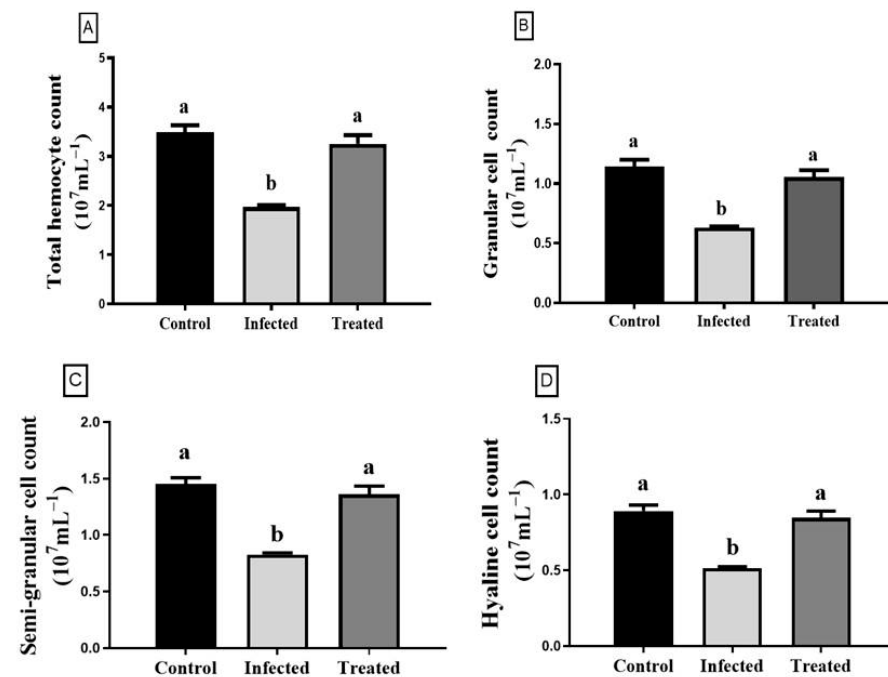 A
Total hemocyte count
(10⁷mL⁻¹)
5
4
3
2
1
0
a
b
a
Control Infected Treated
B
Granular cell count
(10⁷mL⁻¹)
2.0
1.5
1.0
0.5
0.0
a
b
a
Control Infected Treated
C
Semi-granular cell count
((10⁷mL⁻¹)
2.0
1.5
1.0
0.5
0.0
a
b
a
Control Infected Treated
D
Hyaline cell count
(10⁷mL⁻¹)
1.5
1.0
0.5
0.0
a
b
a
Control Infected Treated